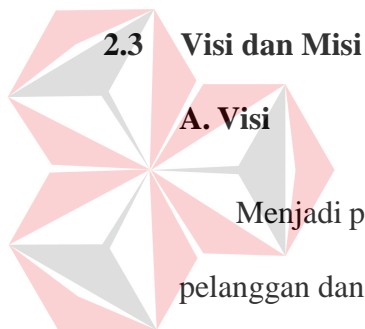 2.3 Visi dan Misi
A. Visi
Menjadi p
pelanggan dan